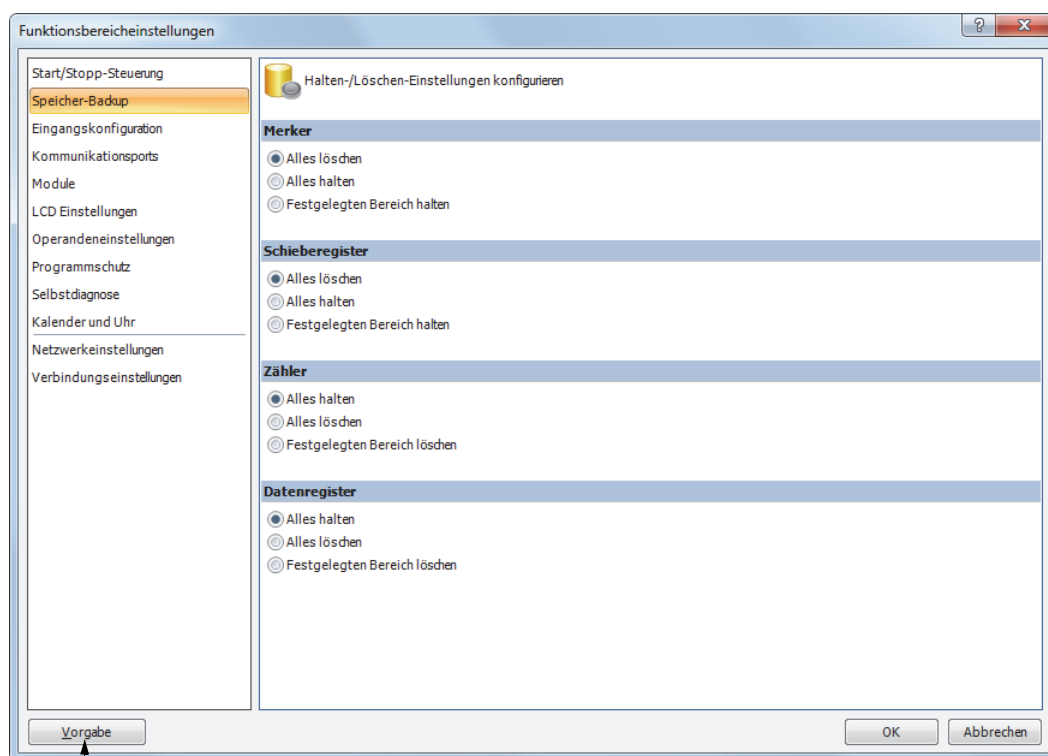 Funktionsbereicheinstellungen
Start/Stopp-Steuerung
Speicher-Backup
Eingangskonfiguration
Kommunikationsports
Module
LCD Einstellungen
Operandeneinstellungen
Programmschutz
Selbstdiagnose
Kalender und Uhr
Netzwerkeinstellungen
Verbindungseinstellungen
Halten-/Löschen-Einstellungen konfigurieren
Merker
Alles löschen
Alles halten
Festgelegten Bereich halten
Schieberegister
Alles löschen
Alles halten
Festgelegten Bereich halten
Zähler
Alles halten
Alles löschen
Festgelegten Bereich löschen
Datenregister
Alles halten
Alles löschen
Festgelegten Bereich löschen
Vorgabe
OK
Abbrechen